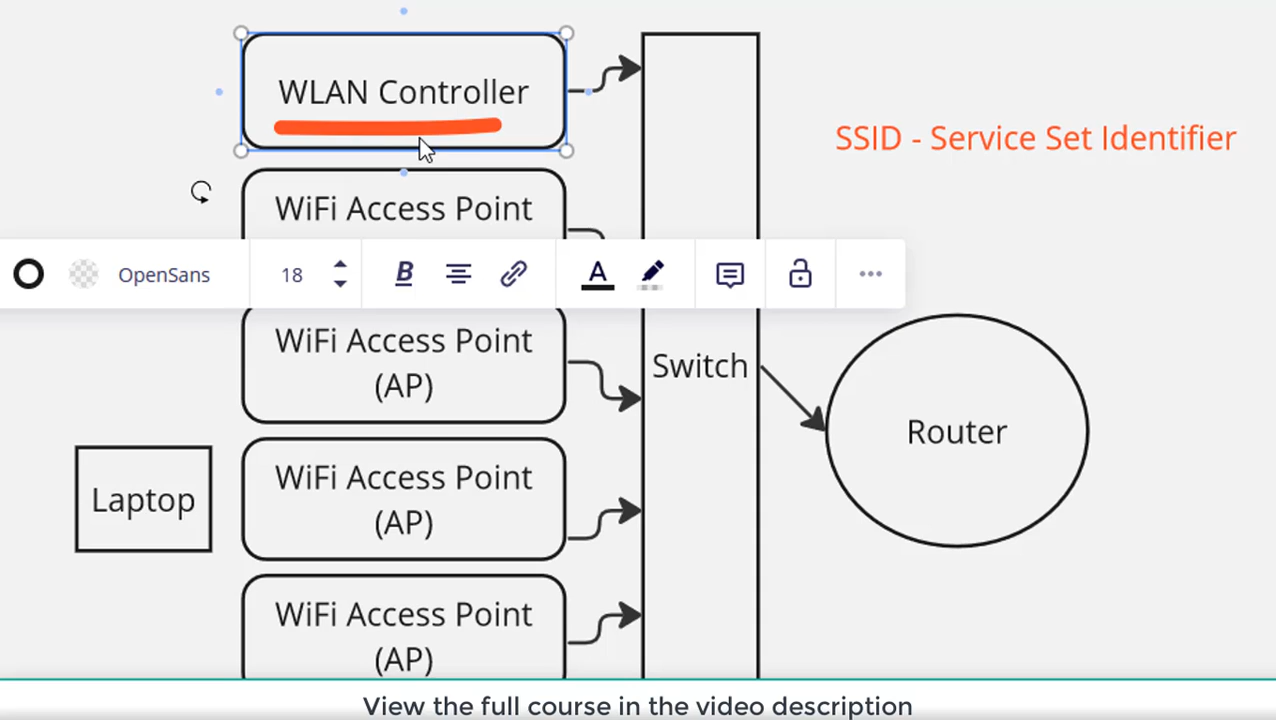 WLAN Controller
SSID - Service Set Identifier
WiFi Access Point
OpenSans
18
B
A
WiFi Access Point
(AP)
Switch
Router
Laptop
WiFi Access Point
(AP)
WiFi Access Point
(AP)
View the full course in the video description